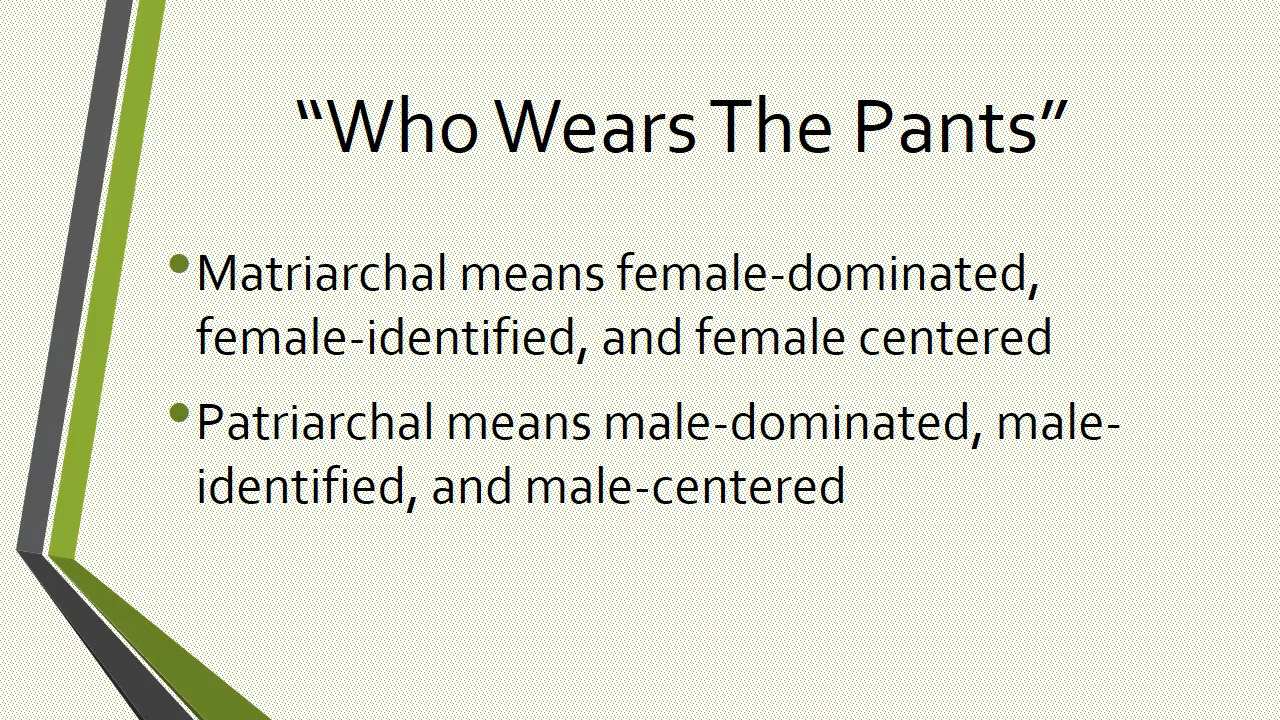 “Who Wears The Pants”
• Matriarchal means female-dominated,
female-identified, and female centered
• Patriarchal means male-dominated, male-
identified, and male-centered